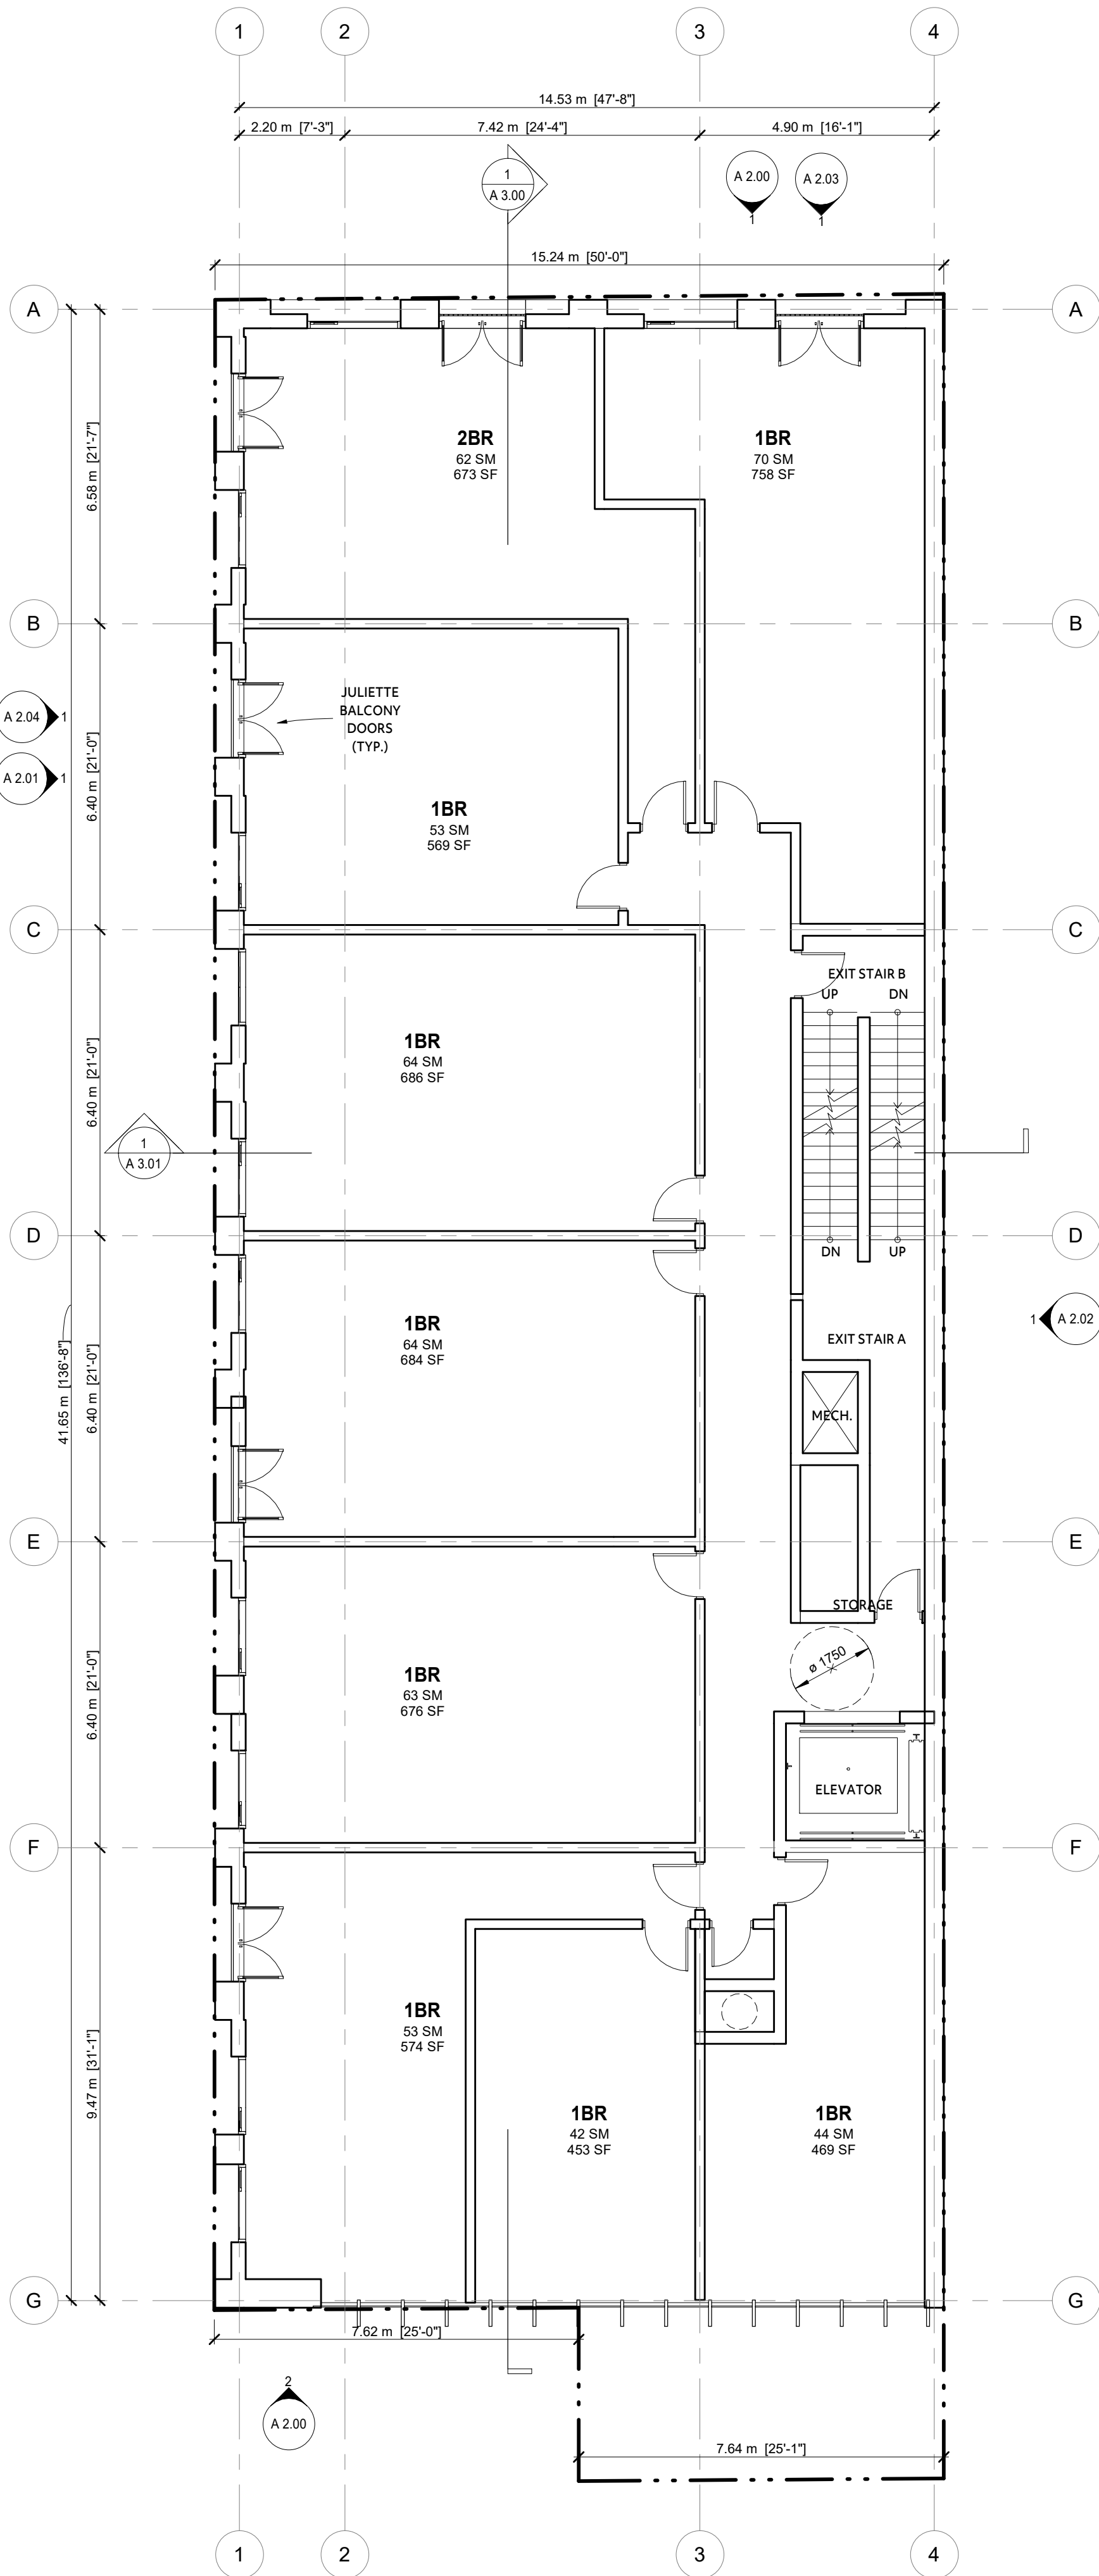 1 2 3 4
14.53 m [47'-8"]
2.20 m [7'-3"] 7.42 m [24'-4"] 4.90 m [16'-1"]
1
A 3.00
A 2.00
1
A 2.03
1
15.24 m [50'-0"]
A A
6.58 m [21'-7"]
2BR
62 SM
673 SF
1BR
70 SM
758 SF
B B
A 2.04 1
A 2.01 1
6.40 m [21'-0"]
JULIETTE
BALCONY
DOORS
(TYP.)
1BR
53 SM
569 SF
C C
EXIT STAIR B
UP DN
6.40 m [21'-0"]
1BR
64 SM
686 SF
1
A 3.01
D D
DN UP
1 A 2.02
EXIT STAIR A
41.65 m [136'-8"]
6.40 m [21'-0"]
1BR
64 SM
684 SF
MECH.
E E
STORAGE
ø 1750
6.40 m [21'-0"]
1BR
63 SM
676 SF
ELEVATOR
F F
9.47 m [31'-1"]
1BR
53 SM
574 SF
1BR
42 SM
453 SF
1BR
44 SM
469 SF
G G
7.62 m [25'-0"]
2
A 2.00
7.64 m [25'-1"]
1 2 3 4